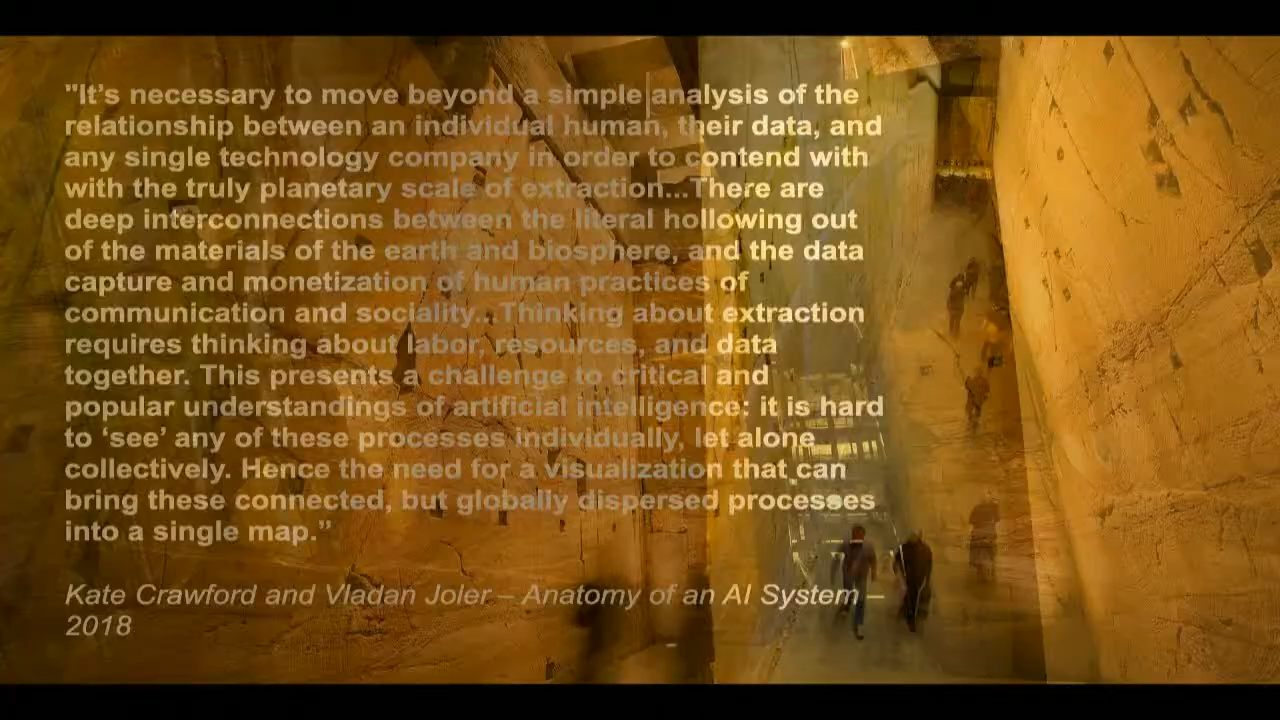 "It’s necessary to move beyond a simple analysis of the
relationship between an individual human, their data, and
any single technology company in order to contend with
with the truly planetary scale of extraction...There are
deep interconnections between the literal hollowing out
of the materials of the earth and biosphere, and the data
capture and monetization of human practices of
communication and sociality...Thinking about extraction
requires thinking about labor, resources, and data
together. This presents a challenge to critical and
popular understandings of artificial intelligence: it is hard
to ‘see’ any of these processes individually, let alone
collectively. Hence the need for a visualization that can
bring these connected, but globally dispersed processes
into a single map.”
Kate Crawford and Vladan Joler – Anatomy of an AI System –
2018